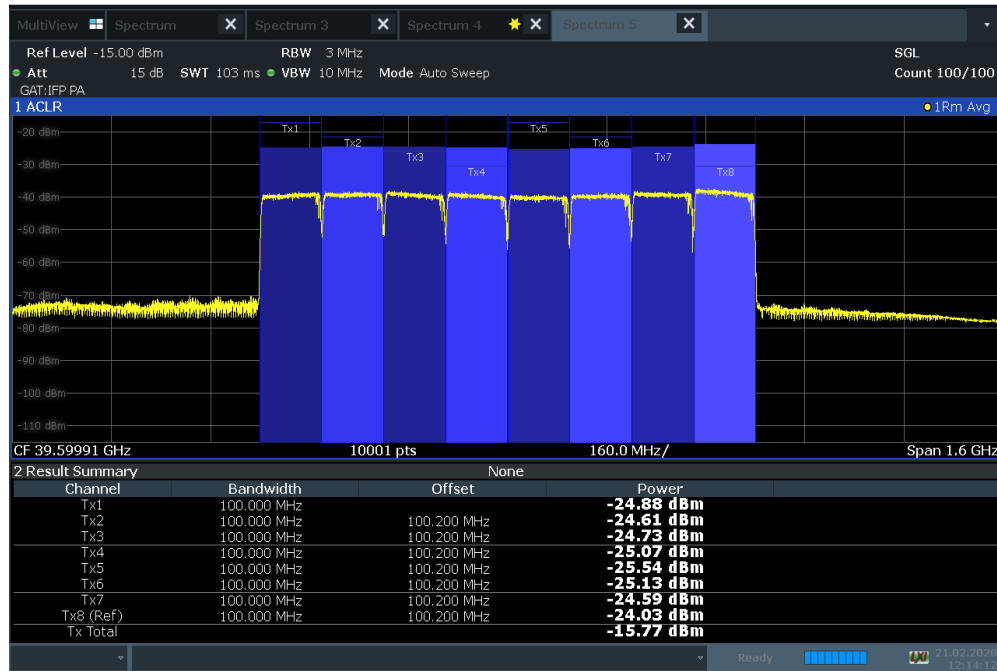 MultiView Spectrum X Spectrum 3 X Spectrum 4 X Spectrum 5 X
Ref Level -15.00 dBm RBW 3 MHz SGL
Att 15 dB SWT 103 ms VBW 10 MHz Mode Auto Sweep Count 100/100
GAT:IFP PA
1 ACLR 1Rm Avg
Tx1 Tx5
-20 dBm
Tx2 Tx6
Tx3 Tx7
-30 dBm
Tx4 Tx8
-40 dBm
-50 dBm
-60 dBm
-70 dBm
-80 dBm
-90 dBm
-100 dBm
-110 dBm
CF 39.59991 GHz 10001 pts 160.0 MHz/ Span 1.6 GHz
2 Result Summary None
Channel Bandwidth Offset Power
Tx1 100.000 MHz -24.88 dBm
Tx2 100.000 MHz 100.200 MHz -24.61 dBm
Tx3 100.000 MHz 100.200 MHz -24.73 dBm
Tx4 100.000 MHz 100.200 MHz -25.07 dBm
Tx5 100.000 MHz 100.200 MHz -25.54 dBm
Tx6 100.000 MHz 100.200 MHz -25.13 dBm
Tx7 100.000 MHz 100.200 MHz -24.59 dBm
Tx8 (Ref) 100.000 MHz 100.200 MHz -24.03 dBm
Tx Total -15.77 dBm
Ready LXI 21.02.2020
12:14:12